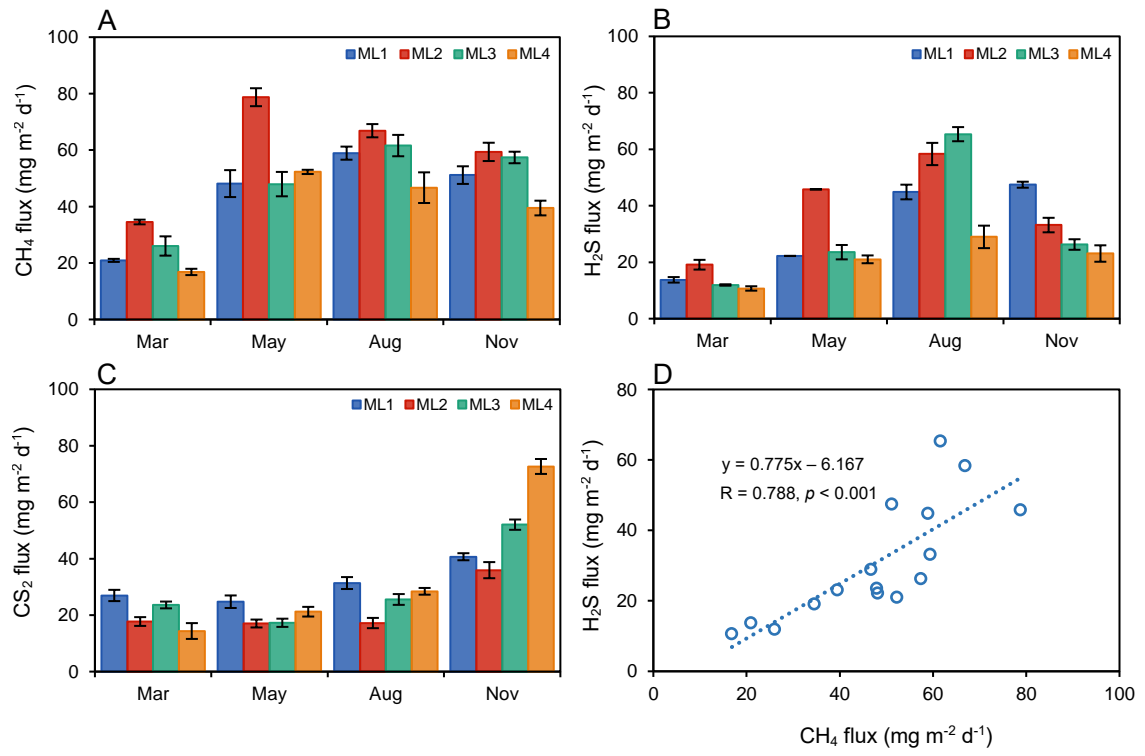 A
CH₄ flux (mg m⁻² d⁻¹)
100
80
60
40
20
0
ML1 ML2 ML3 ML4
Mar May Aug Nov
B
H₂S flux (mg m⁻² d⁻¹)
100
80
60
40
20
0
ML1 ML2 ML3 ML4
Mar May Aug Nov
C
CS₂ flux (mg m⁻² d⁻¹)
100
80
60
40
20
0
ML1 ML2 ML3 ML4
Mar May Aug Nov
D
H₂S flux (mg m⁻² d⁻¹)
80
60
40
20
0
y = 0.775x – 6.167
R = 0.788, p < 0.001
0 20 40 60 80 100
CH₄ flux (mg m⁻² d⁻¹)